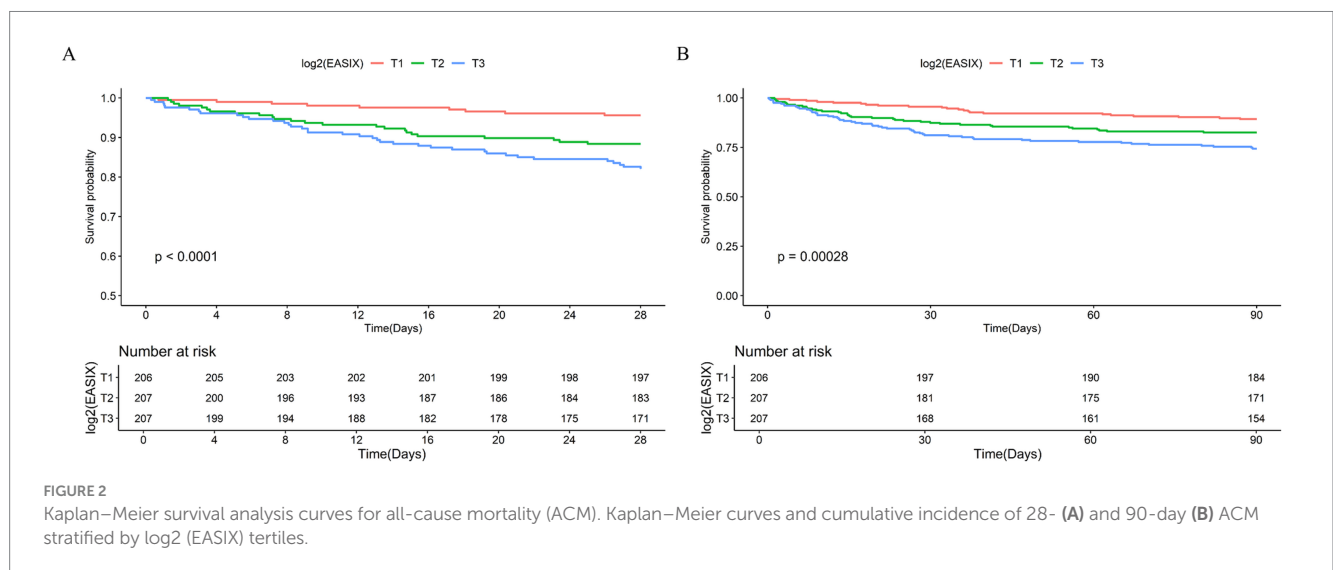 A
log2(EASIX) T1 T2 T3
1.0
0.9
0.8
0.7
0.6
0.5
Survival probability
p < 0.0001
0 4 8 12 16 20 24 28
Time(Days)
Number at risk
log2(EASIX)
T1 206 205 203 202 201 199 198 197
T2 207 200 196 193 187 186 184 183
T3 207 199 194 188 182 178 175 171
0 4 8 12 16 20 24 28
Time(Days)
B
log2(EASIX) T1 T2 T3
1.00
0.75
0.50
0.25
0.00
Survival probability
p = 0.00028
0 30 60 90
Time(Days)
Number at risk
log2(EASIX)
T1 206 197 190 184
T2 207 181 175 171
T3 207 168 161 154
0 30 60 90
Time(Days)
FIGURE 2
Kaplan–Meier survival analysis curves for all-cause mortality (ACM). Kaplan–Meier curves and cumulative incidence of 28- (A) and 90-day (B) ACM
stratified by log2 (EASIX) tertiles.